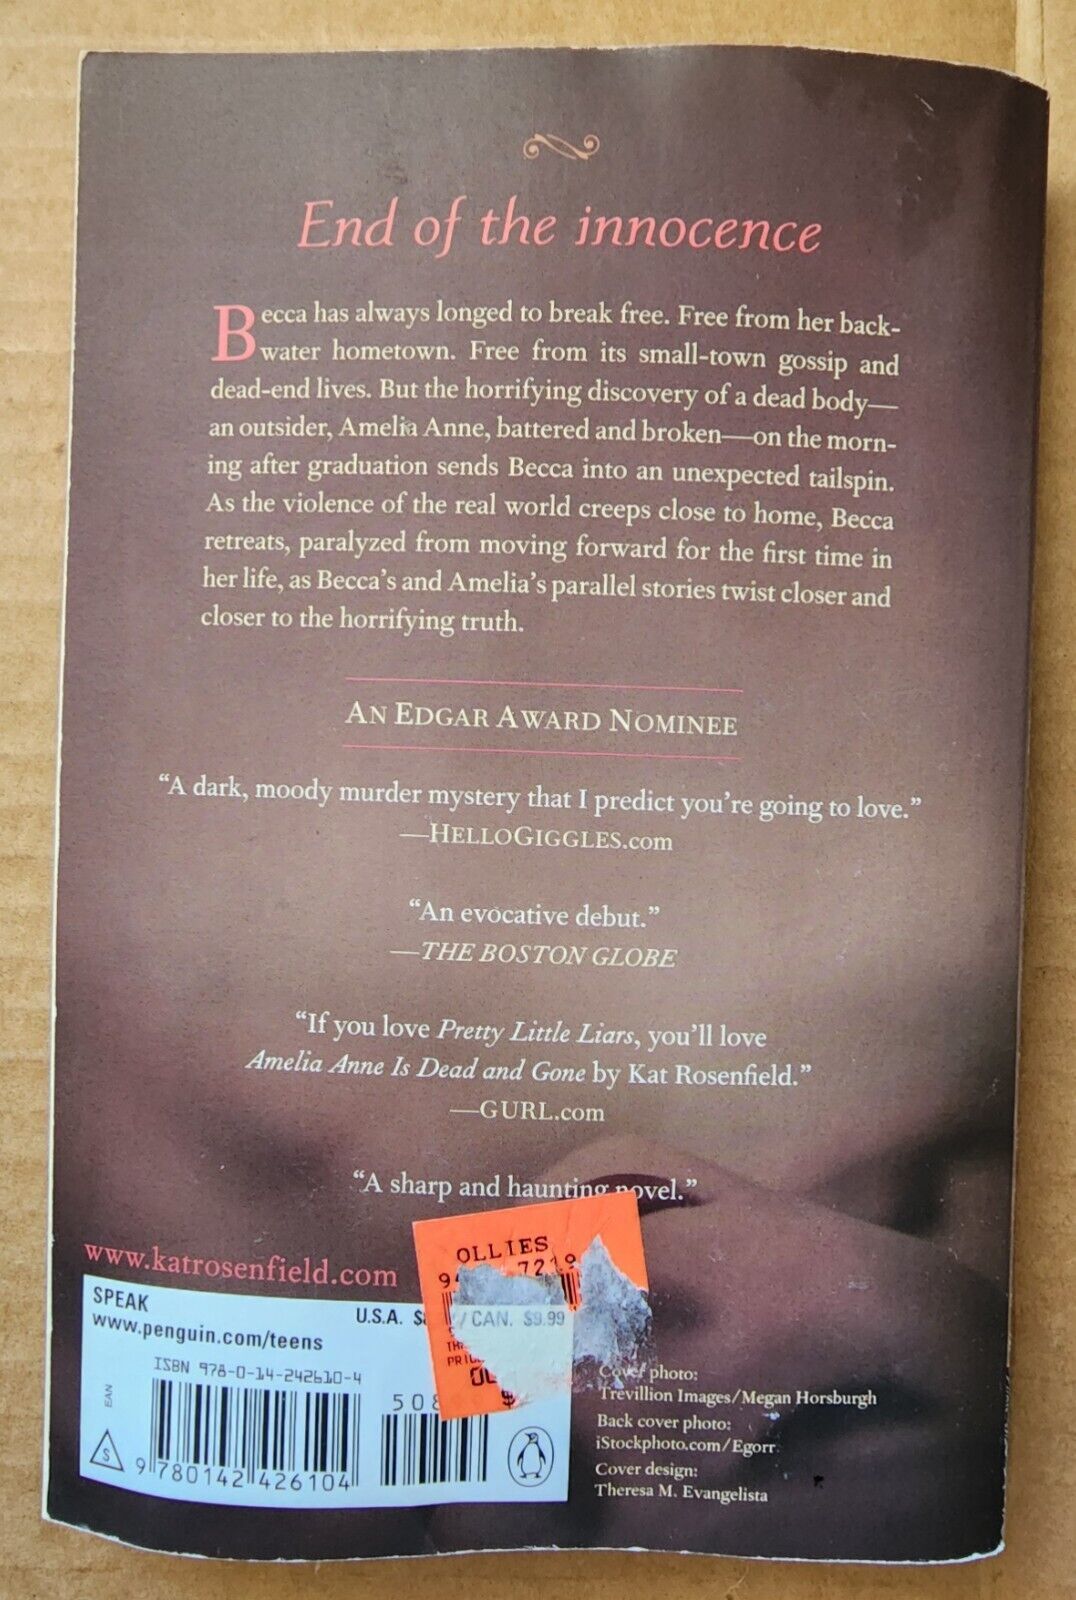 End of the innocence
Becca has always longed to break free. Free from her back-
water hometown. Free from its small-town gossip and
dead-end lives. But the horrifying discovery of a dead body—
an outsider, Amelia Anne, battered and broken—on the morn-
ing after graduation sends Becca into an unexpected tailspin.
As the violence of the real world creeps close to home, Becca
retreats, paralyzed from moving forward for the first time in
her life, as Becca's and Amelia's parallel stories twist closer and
closer to the horrifying truth.
AN EDGAR AWARD NOMINEE
“A dark, moody murder mystery that I predict you're going to love.”
—HELLOGIGGLES.com
“An evocative debut.”
—THE BOSTON GLOBE
“If you love Pretty Little Liars, you'll love
Amelia Anne Is Dead and Gone by Kat Rosenfield.”
—GURL.com
“A sharp and haunting novel.”
www.katrosenfield.com
OLLIES
7219
SPEAK
U.S.A. / CAN. $9.99
www.penguin.com/teens
ISBN 978-0-14-242610-4
EAN
S
9 780142 426104
Cover photo:
Trevillion Images/Megan Horsburgh
Back cover photo:
iStockphoto.com/Egorr
Cover design:
Theresa M. Evangelista